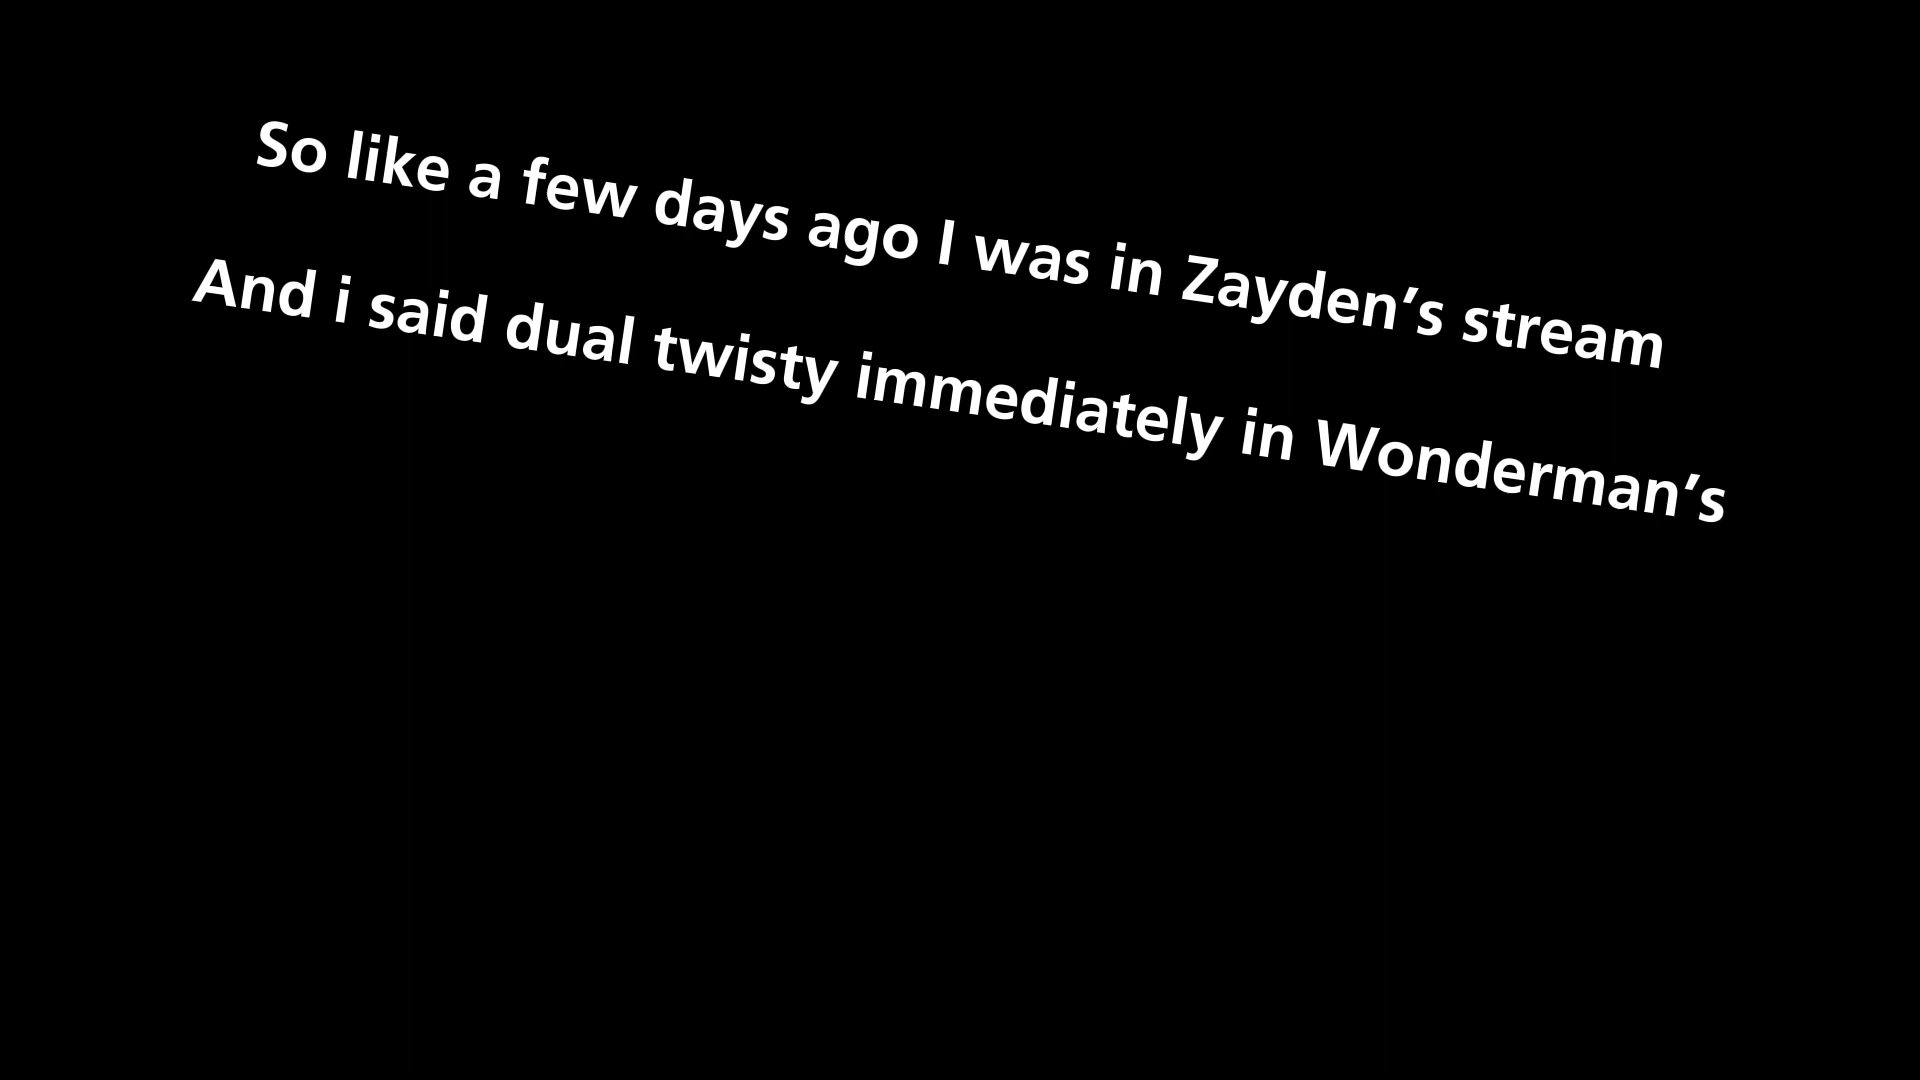 So like a few days ago I was in Zayden’s stream
And i said dual twisty immediately in Wonderman’s